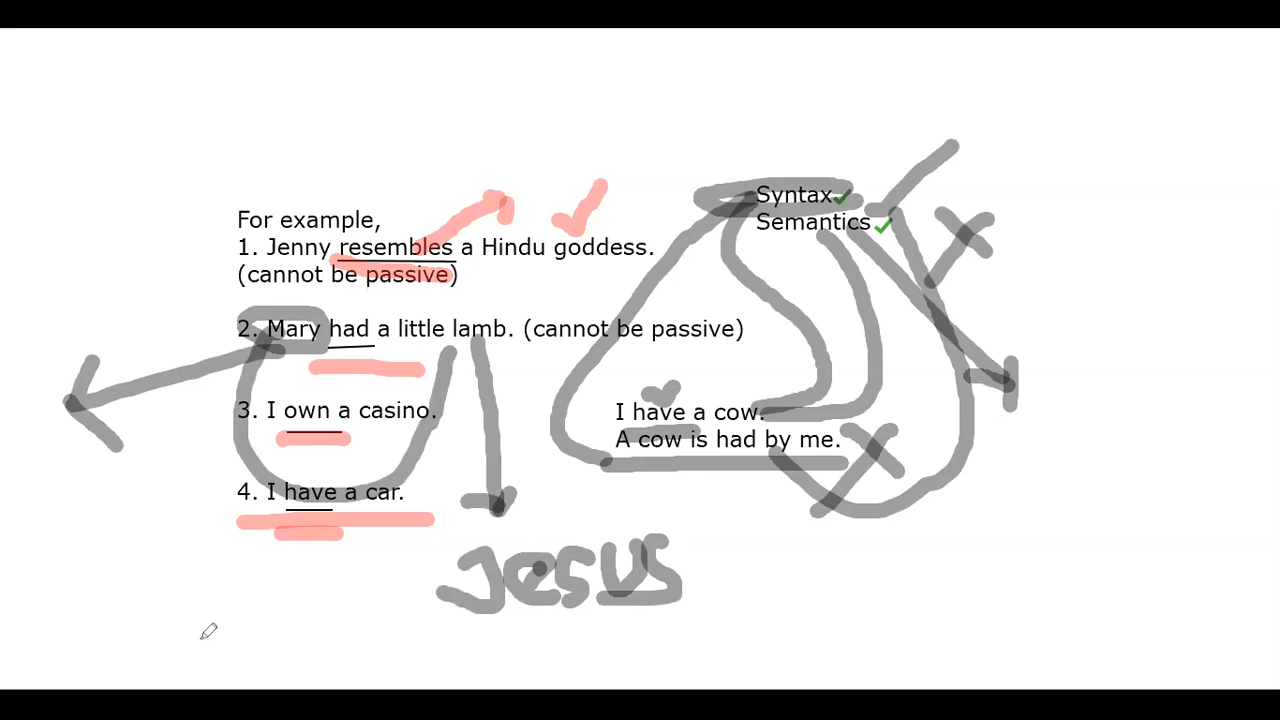 For example,
1. Jenny resembles a Hindu goddess.
(cannot be passive)
2. Mary had a little lamb. (cannot be passive)
3. I own a casino.
4. I have a car.
Syntax
Semantics
I have a cow.
A cow is had by me.
Jesus